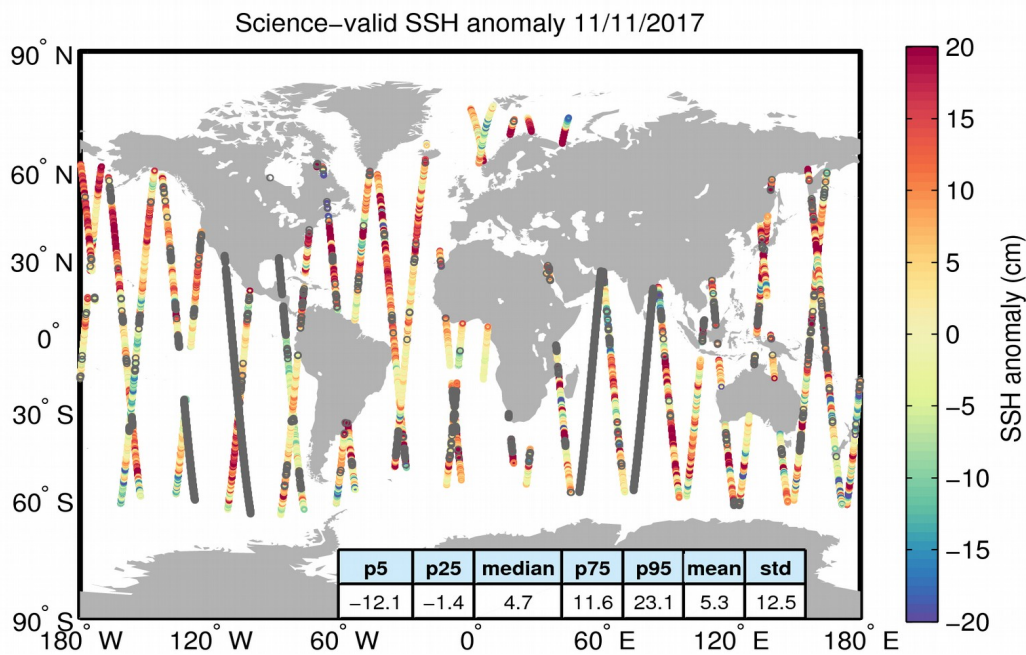 Science−valid SSH anomaly 11/11/2017
90° N
60° N
30° N
0°
30° S
60° S
90° S
180° W
120° W
60° W
0°
60° E
120° E
180° E
p5 p25 median p75 p95 mean std
−12.1 −1.4 4.7 11.6 23.1 5.3 12.5
20
15
10
5
0
−5
−10
−15
−20
SSH anomaly (cm)